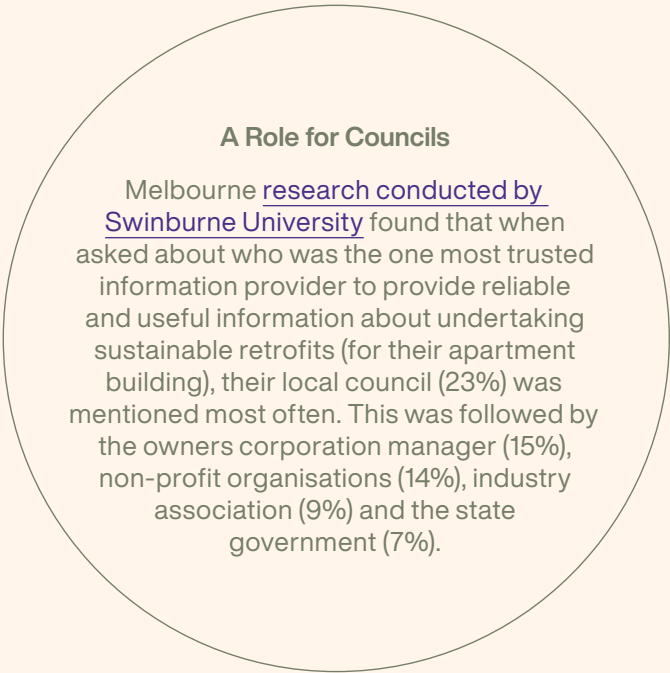 A Role for Councils
Melbourne research conducted by
Swinburne University found that when
asked about who was the one most trusted
information provider to provide reliable
and useful information about undertaking
sustainable retrofits (for their apartment
building), their local council (23%) was
mentioned most often. This was followed by
the owners corporation manager (15%),
non-profit organisations (14%), industry
association (9%) and the state
government (7%).